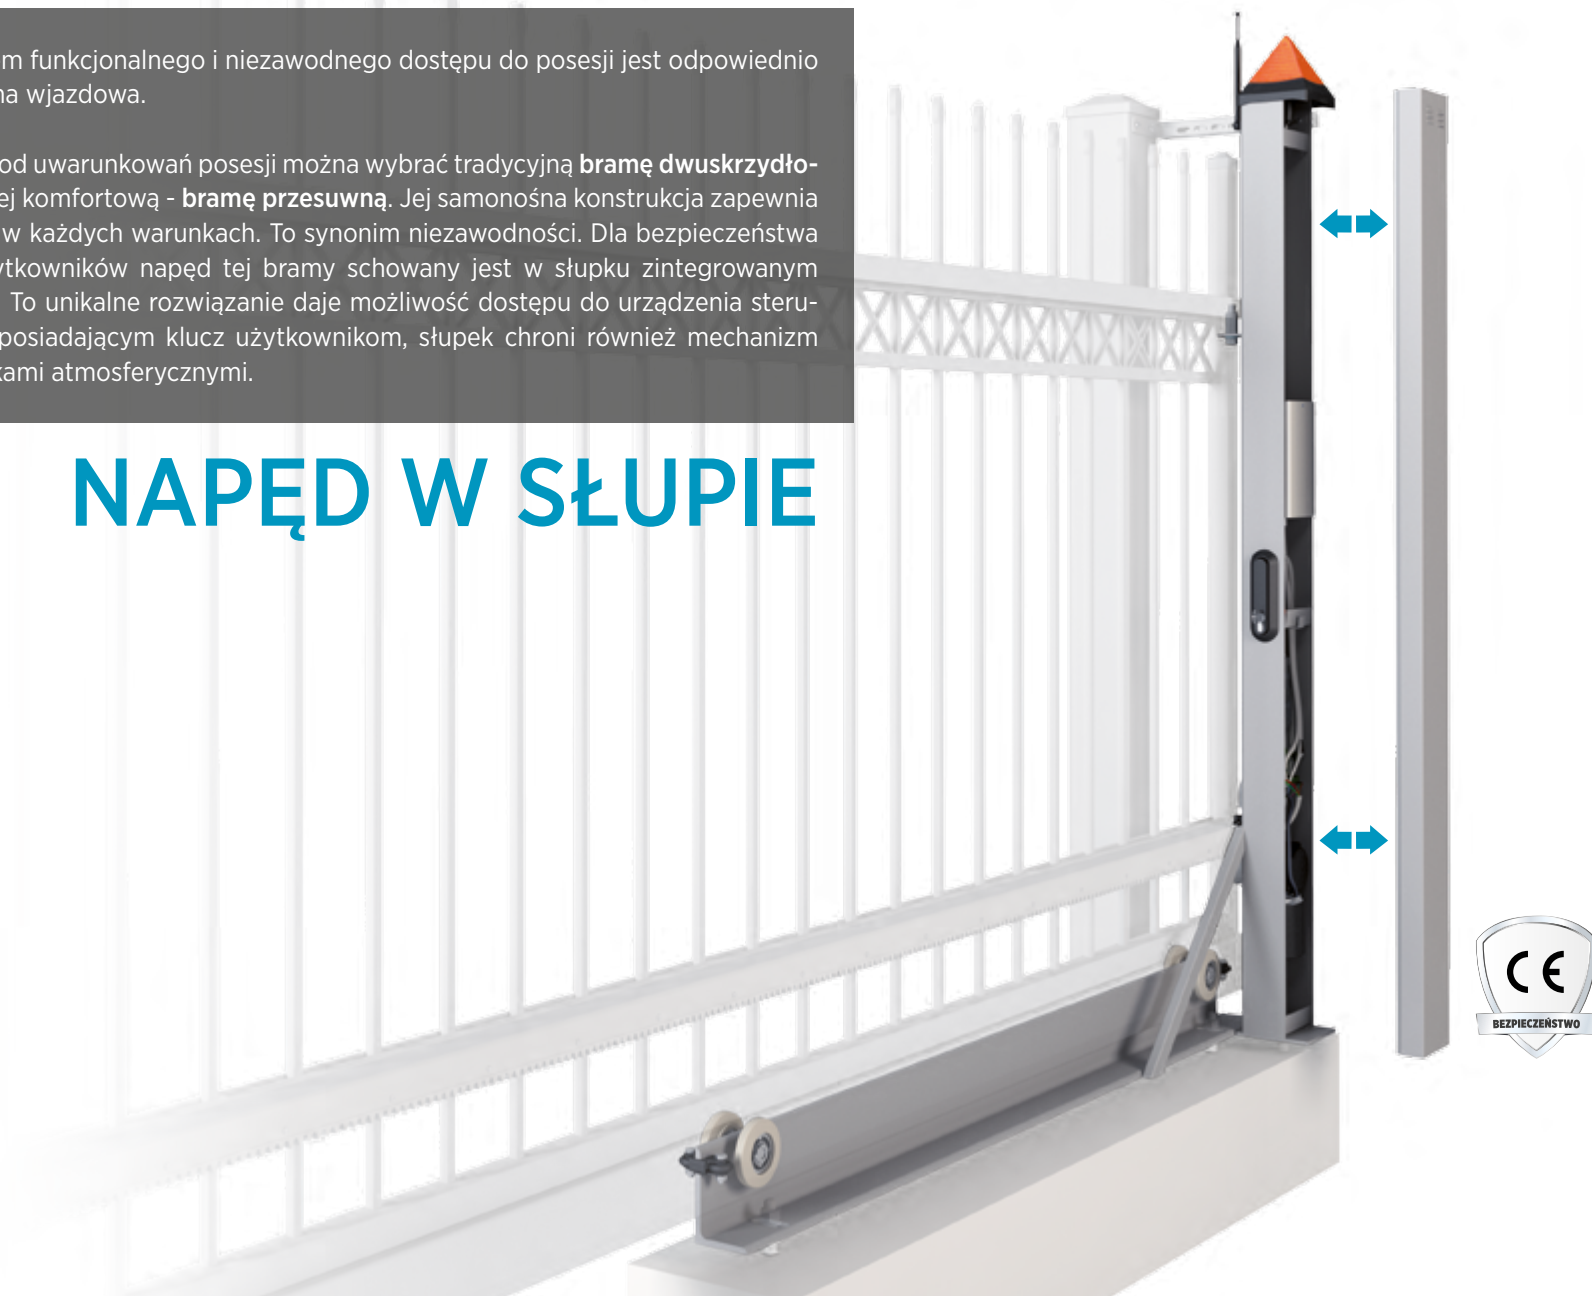 m funkcjonalnego i niezawodnego dostępu do posesji jest odpowiednio
na wjazdowa.
od uwarunkowań posesji można wybrać tradycyjną bramę dwuskrzydło-
ej komfortową - bramę przesuwną. Jej samonośna konstrukcja zapewnia
w każdych warunkach. To synonim niezawodności. Dla bezpieczeństwa
ytkowników napęd tej bramy schowany jest w słupku zintegrowanym
. To unikalne rozwiązanie daje możliwość dostępu do urządzenia steru-
posiadającym klucz użytkownikom, słupek chroni również mechanizm
kami atmosferycznymi.
NAPĘD W SŁUPIE
CE
BEZPIECZEŃSTWO